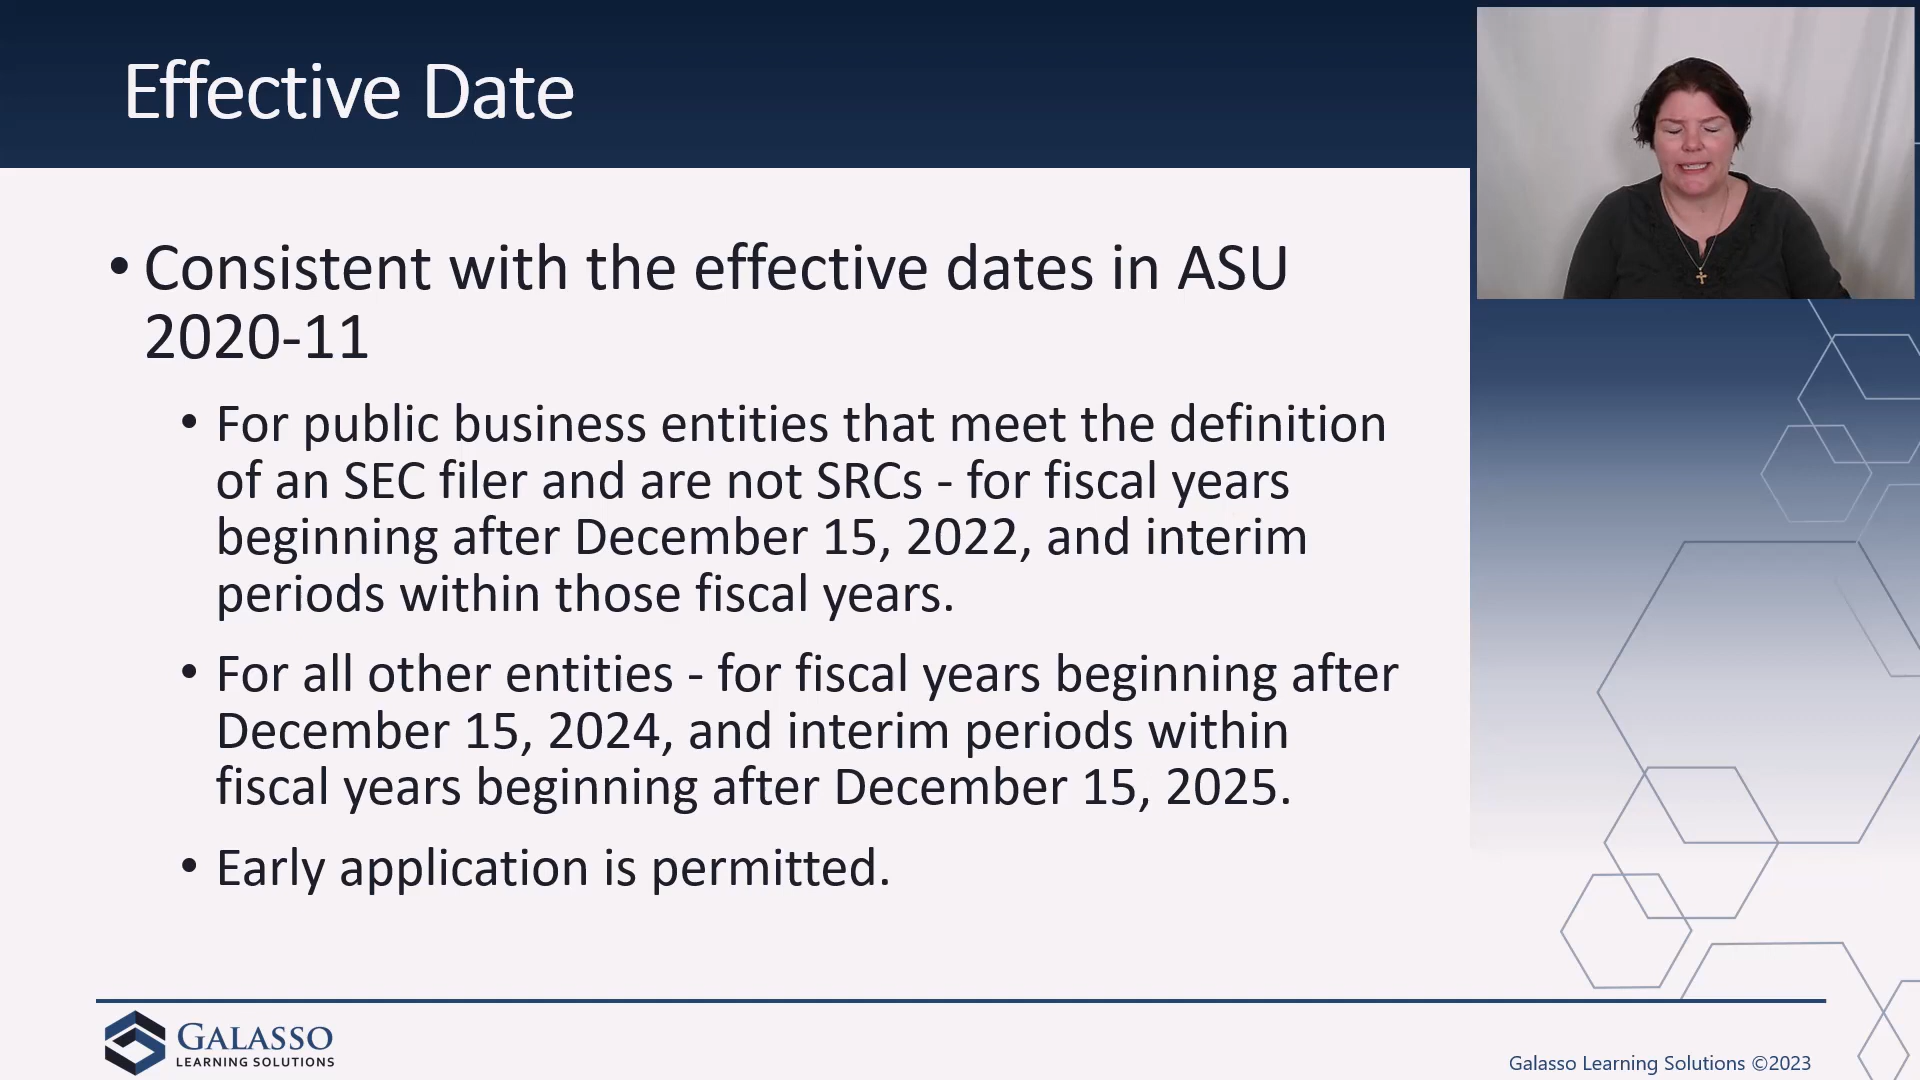 Effective Date
• Consistent with the effective dates in ASU
2020-11
• For public business entities that meet the definition
of an SEC filer and are not SRCs - for fiscal years
beginning after December 15, 2022, and interim
periods within those fiscal years.
• For all other entities - for fiscal years beginning after
December 15, 2024, and interim periods within
fiscal years beginning after December 15, 2025.
• Early application is permitted.
GALASSO
LEARNING SOLUTIONS
Galasso Learning Solutions ©2023